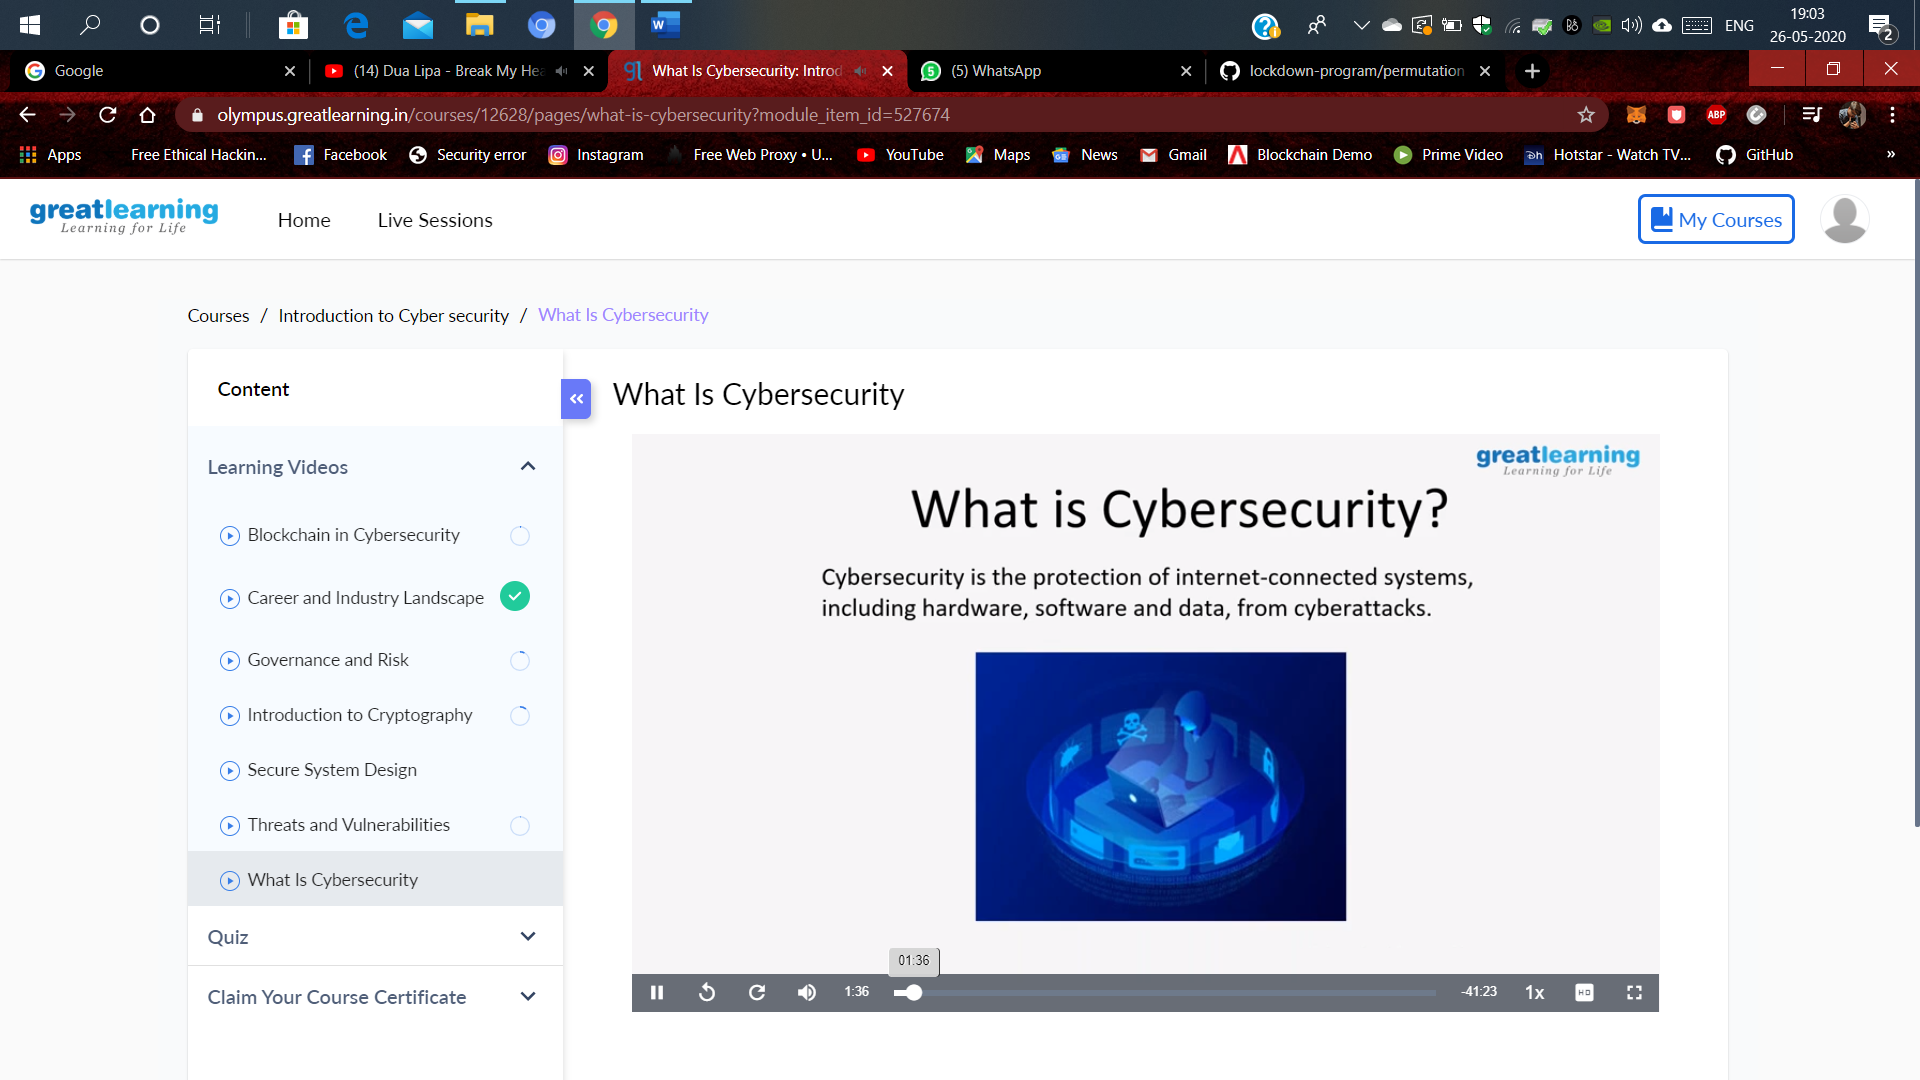 W
ENG
19:03
26-05-2020
2
Google
(14) Dua Lipa - Break My Hea
What Is Cybersecurity: Introd
(5) WhatsApp
lockdown-program/permutation
olympus.greatlearning.in/courses/12628/pages/what-is-cybersecurity?module_item_id=527674
ABP
Apps
Free Ethical Hackin...
Facebook
Security error
Instagram
Free Web Proxy • U...
YouTube
Maps
News
Gmail
Blockchain Demo
Prime Video
Hotstar - Watch TV...
GitHub
»
greatlearning
Learning for Life
Home
Live Sessions
My Courses
Courses / Introduction to Cyber security / What Is Cybersecurity
Content
Learning Videos
Blockchain in Cybersecurity
Career and Industry Landscape
Governance and Risk
Introduction to Cryptography
Secure System Design
Threats and Vulnerabilities
What Is Cybersecurity
Quiz
Claim Your Course Certificate
«
What Is Cybersecurity
greatlearning
Learning for Life
What is Cybersecurity?
Cybersecurity is the protection of internet-connected systems,
including hardware, software and data, from cyberattacks.
01:36
1:36
-41:23
1x
HD